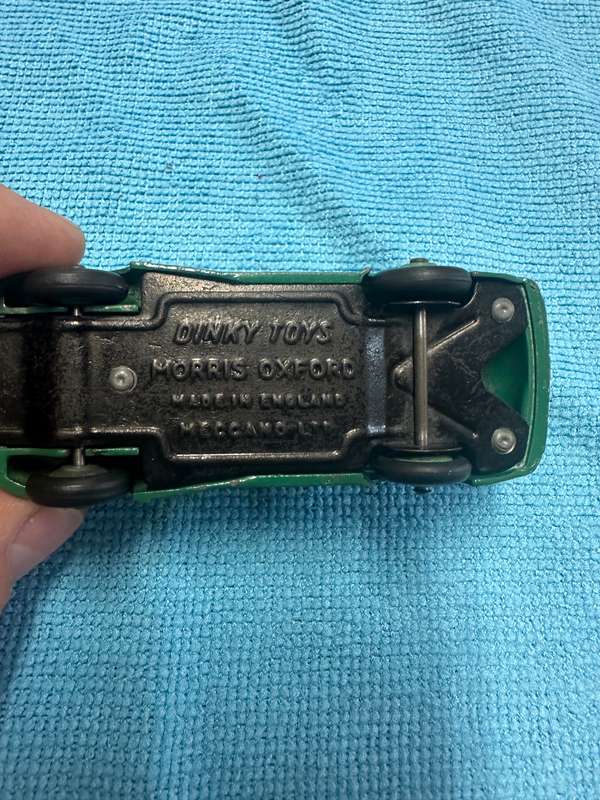 DINKY TOYS
MORRIS OXFORD
MADE IN ENGLAND
MECCANO LTD